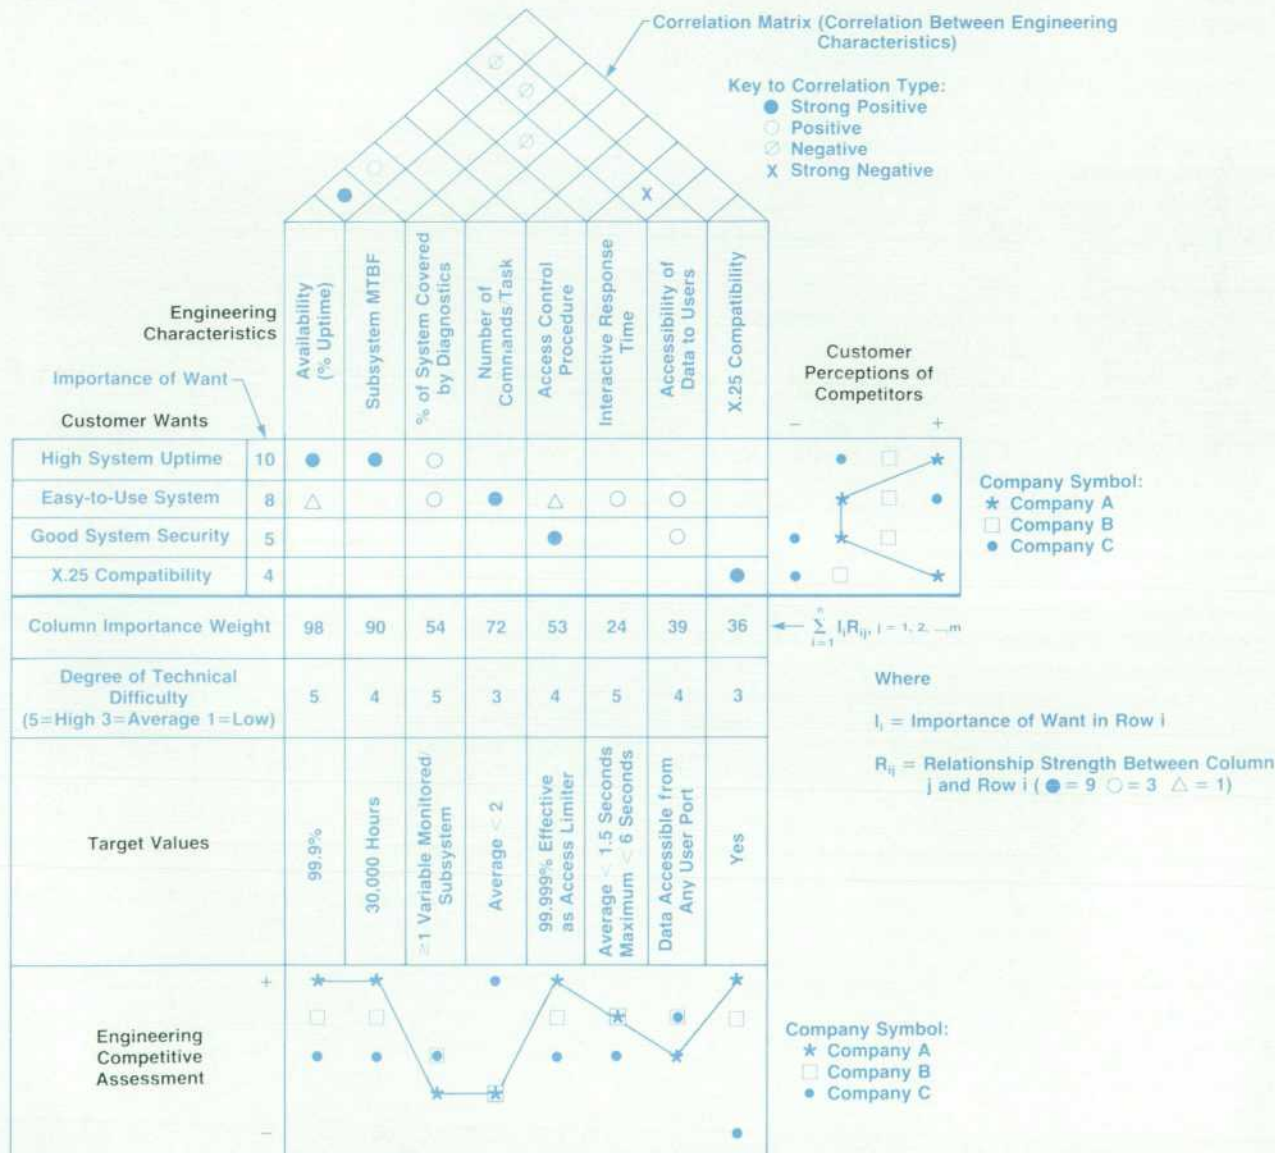 Correlation Matrix (Correlation Between Engineering
Characteristics)
Key to Correlation Type:
Strong Positive
Positive
Negative
X Strong Negative
Engineering
Characteristics
Importance of Want
Customer Wants
Availability
(% Uptime)
Subsystem MTBF
% of System Covered
by Diagnostics
Number of
Commands/Task
Access Control
Procedure
Interactive Response
Time
Accessibility of
Data to Users
X.25 Compatibility
Customer
Perceptions of
Competitors
− +
High System Uptime 10
Easy-to-Use System 8
Good System Security 5
X.25 Compatibility 4
Company Symbol:
★ Company A
□ Company B
● Company C
Column Importance Weight 98 90 54 72 53 24 39 36
n
∑ IᵢRᵢⱼ, j = 1, 2, ...m
i=1
Degree of Technical
Difficulty
(5=High 3=Average 1=Low)
5 4 5 3 4 5 4 3
Where
Iᵢ = Importance of Want in Row i
Rᵢⱼ = Relationship Strength Between Column
j and Row i (● = 9 ○ = 3 △ = 1)
Target Values
99.9%
30,000 Hours
≥1 Variable Monitored/
Subsystem
Average < 2
99.999% Effective
as Access Limiter
Average < 1.5 Seconds
Maximum < 6 Seconds
Data Accessible from
Any User Port
Yes
+
Engineering
Competitive
Assessment
−
Company Symbol:
★ Company A
□ Company B
● Company C